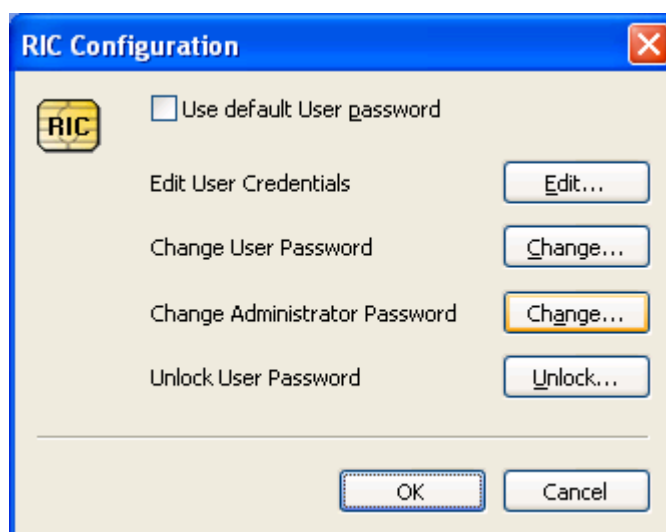 RIC Configuration
RIC
Use default User password
Edit User Credentials Edit...
Change User Password Change...
Change Administrator Password Change...
Unlock User Password Unlock...
OK Cancel